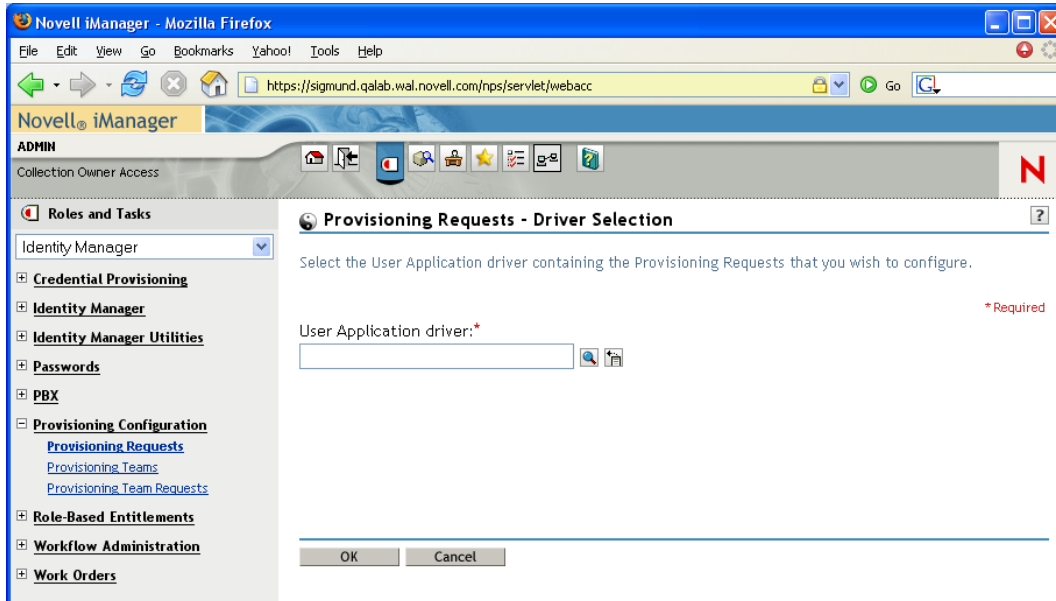 Novell iManager - Mozilla Firefox
File Edit View Go Bookmarks Yahoo! Tools Help
https://sigmund.qalab.wal.novell.com/nps/servlet/webacc Go G
Novell® iManager
ADMIN
Collection Owner Access
N
Roles and Tasks
Identity Manager
Credential Provisioning
Identity Manager
Identity Manager Utilities
Passwords
PBX
Provisioning Configuration
Provisioning Requests
Provisioning Teams
Provisioning Team Requests
Role-Based Entitlements
Workflow Administration
Work Orders
Provisioning Requests - Driver Selection ?
Select the User Application driver containing the Provisioning Requests that you wish to configure.
* Required
User Application driver:*
OK Cancel